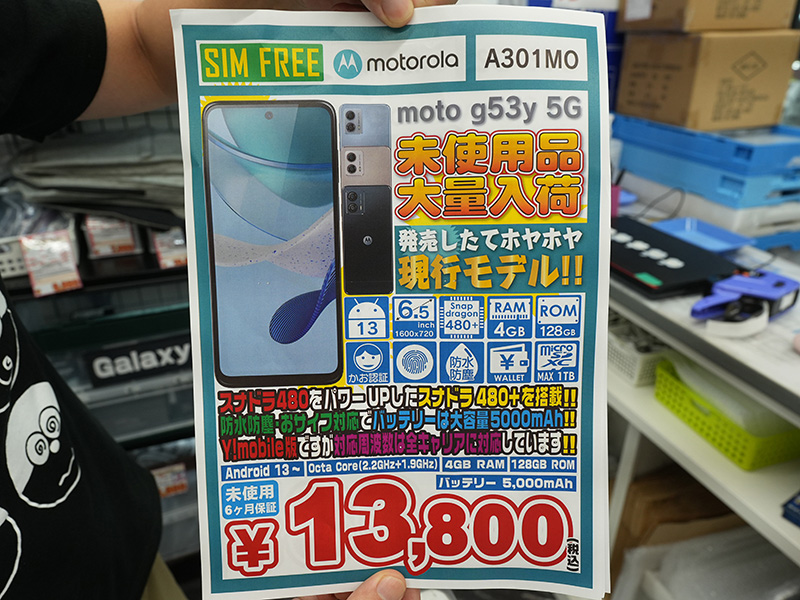 SIM FREE motorola A301MO
moto g53y 5G
未使用品
大量入荷
発売したてホヤホヤ
現行モデル!!
13 6.5 inch 1600x720 Snapdragon 480+ RAM 4GB ROM 128GB
かお認証 防水防塵 WALLET microSD XC MAX 1TB
スナドラ480をパワーUPしたスナドラ480+を搭載!!
防水防塵・おサイフ対応でバッテリーは大容量5000mAh!!
Y!mobile版ですが対応周波数は全キャリアに対応しています!!
Android 13~ Octa Core(2.2GHz+1.9GHz) 4GB RAM 128GB ROM
バッテリー 5,000mAh
未使用
6ヶ月保証
¥13,800(税込)
Galaxy